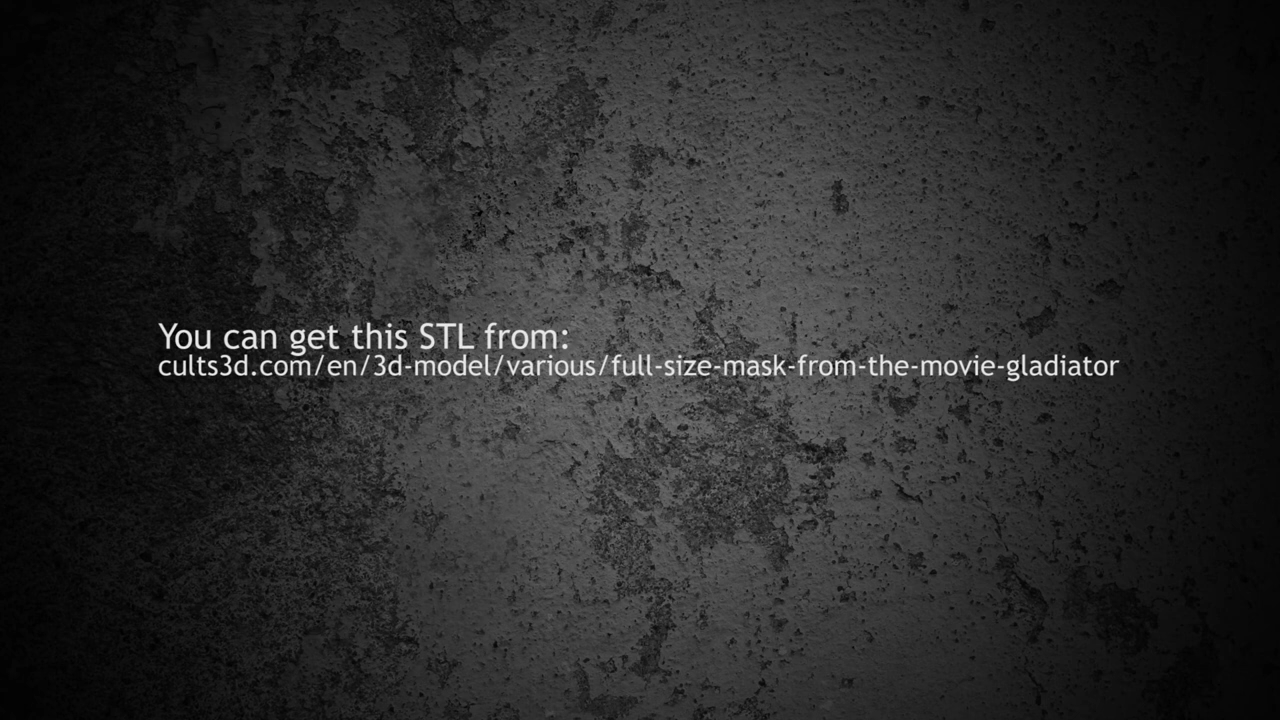 You can get this STL from:
cults3d.com/en/3d-model/various/full-size-mask-from-the-movie-gladiator